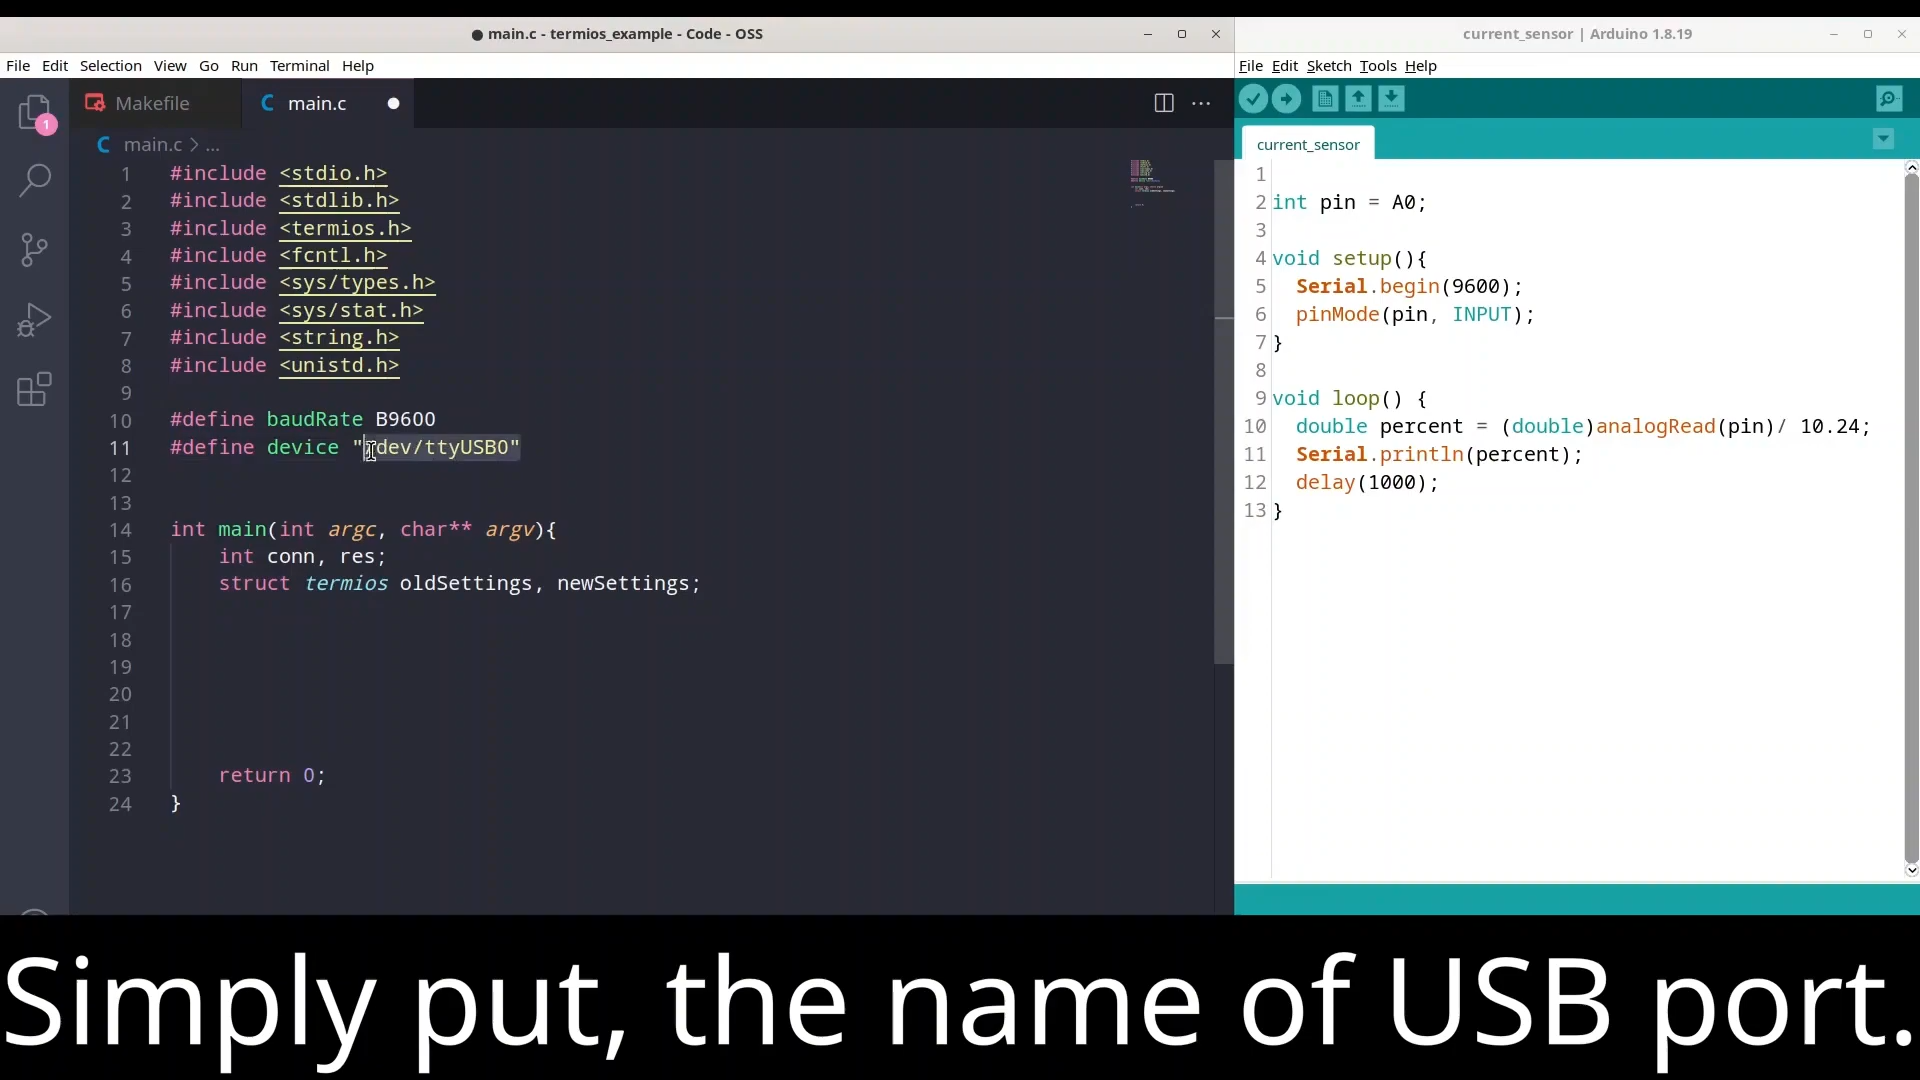 main.c - termios_example - Code - OSS
File Edit Selection View Go Run Terminal Help
1
Makefile
main.c
main.c > ...
1 #include <stdio.h>
2 #include <stdlib.h>
3 #include <termios.h>
4 #include <fcntl.h>
5 #include <sys/types.h>
6 #include <sys/stat.h>
7 #include <string.h>
8 #include <unistd.h>
9
10 #define baudRate B9600
11 #define device "/dev/ttyUSB0"
12
13
14 int main(int argc, char** argv){
15 int conn, res;
16 struct termios oldSettings, newSettings;
17
18
19
20
21
22
23 return 0;
24 }
current_sensor | Arduino 1.8.19
File Edit Sketch Tools Help
current_sensor
1
2 int pin = A0;
3
4 void setup(){
5 Serial.begin(9600);
6 pinMode(pin, INPUT);
7 }
8
9 void loop() {
10 double percent = (double)analogRead(pin)/ 10.24;
11 Serial.println(percent);
12 delay(1000);
13 }
Simply put, the name of USB port.